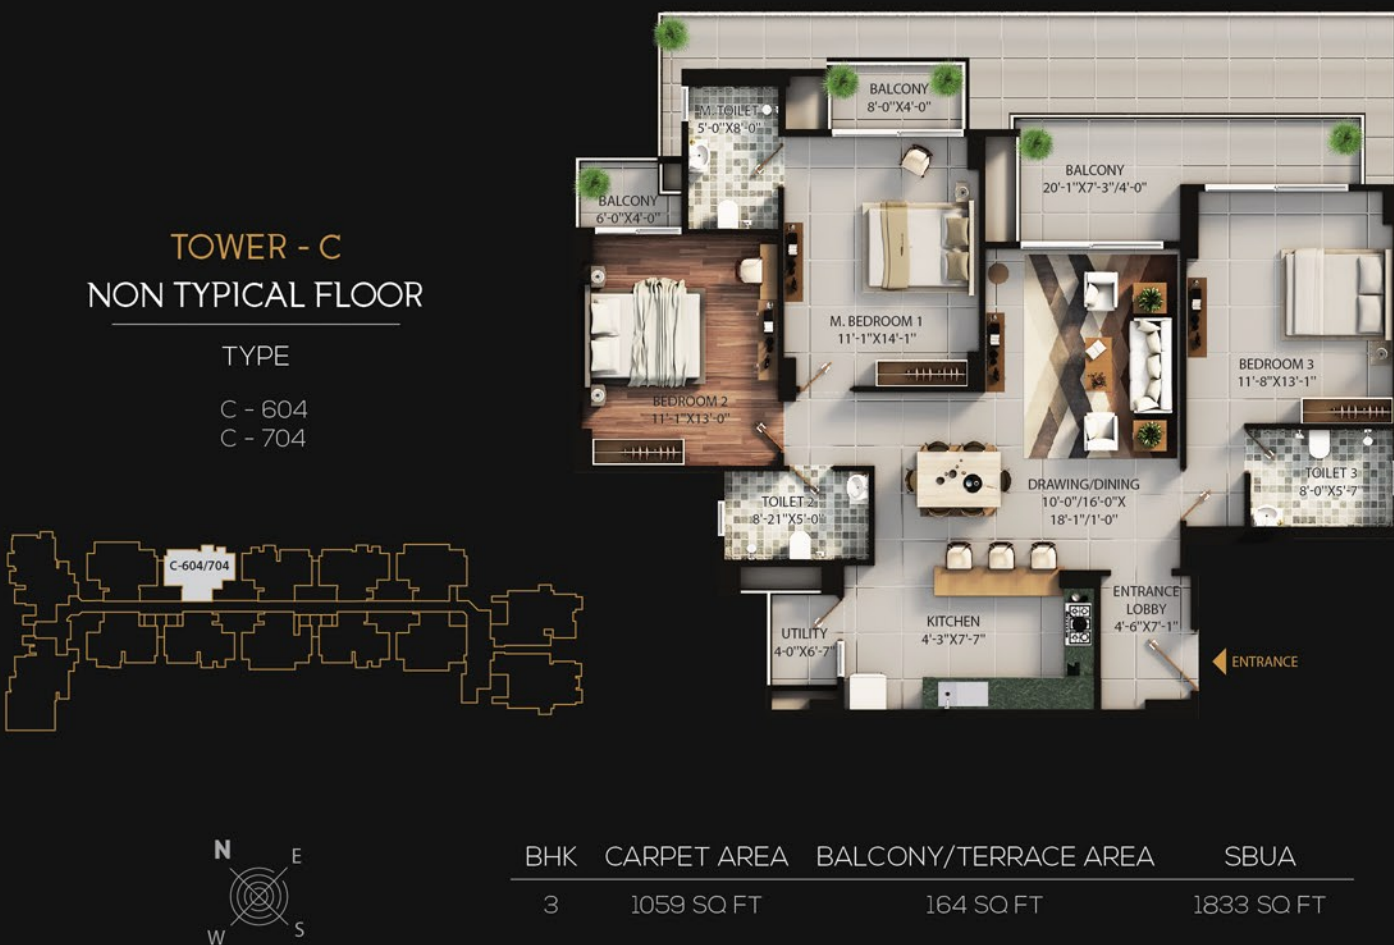 TOWER - C
NON TYPICAL FLOOR
TYPE
C - 604
C - 704
M. TOILET
5'-0"X8'-0"
BALCONY
8'-0"X4'-0"
BALCONY
20'-1"X7'-3"/4'-0"
BALCONY
6'-0"X4'-0"
M. BEDROOM 1
11'-1"X14'-1"
BEDROOM 2
11'-1"X13'-0"
BEDROOM 3
11'-8"X13'-1"
DRAWING/DINING
10'-0"/16'-0"X
18'-1"/1'-0"
TOILET 2
8'-21"X5'-0"
TOILET 3
8'-0"X5'-7"
C-604/704
KITCHEN
4'-3"X7'-7"
UTILITY
4-0"X6'-7"
ENTRANCE
LOBBY
4'-6"X7'-1"
ENTRANCE
N
E
W
S
BHK CARPET AREA BALCONY/TERRACE AREA SBUA
3 1059 SQ FT 164 SQ FT 1833 SQ FT